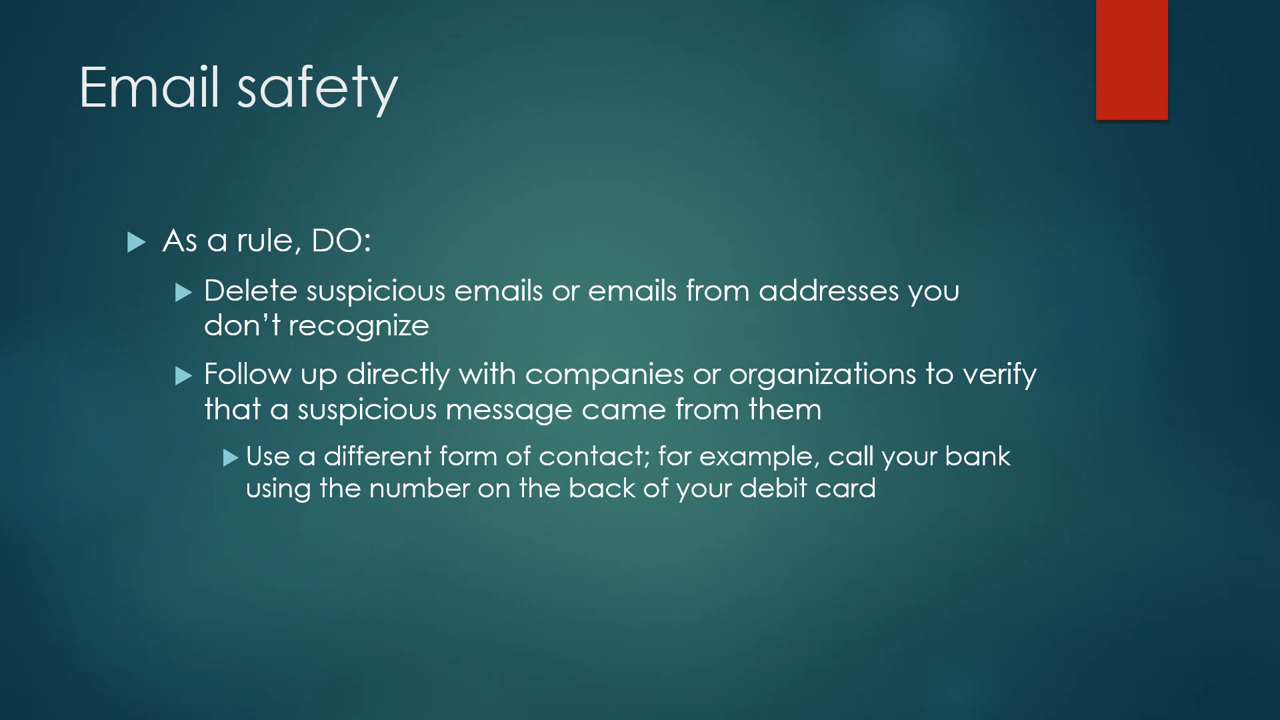 Email safety
As a rule, DO:
Delete suspicious emails or emails from addresses you
don’t recognize
Follow up directly with companies or organizations to verify
that a suspicious message came from them
Use a different form of contact; for example, call your bank
using the number on the back of your debit card